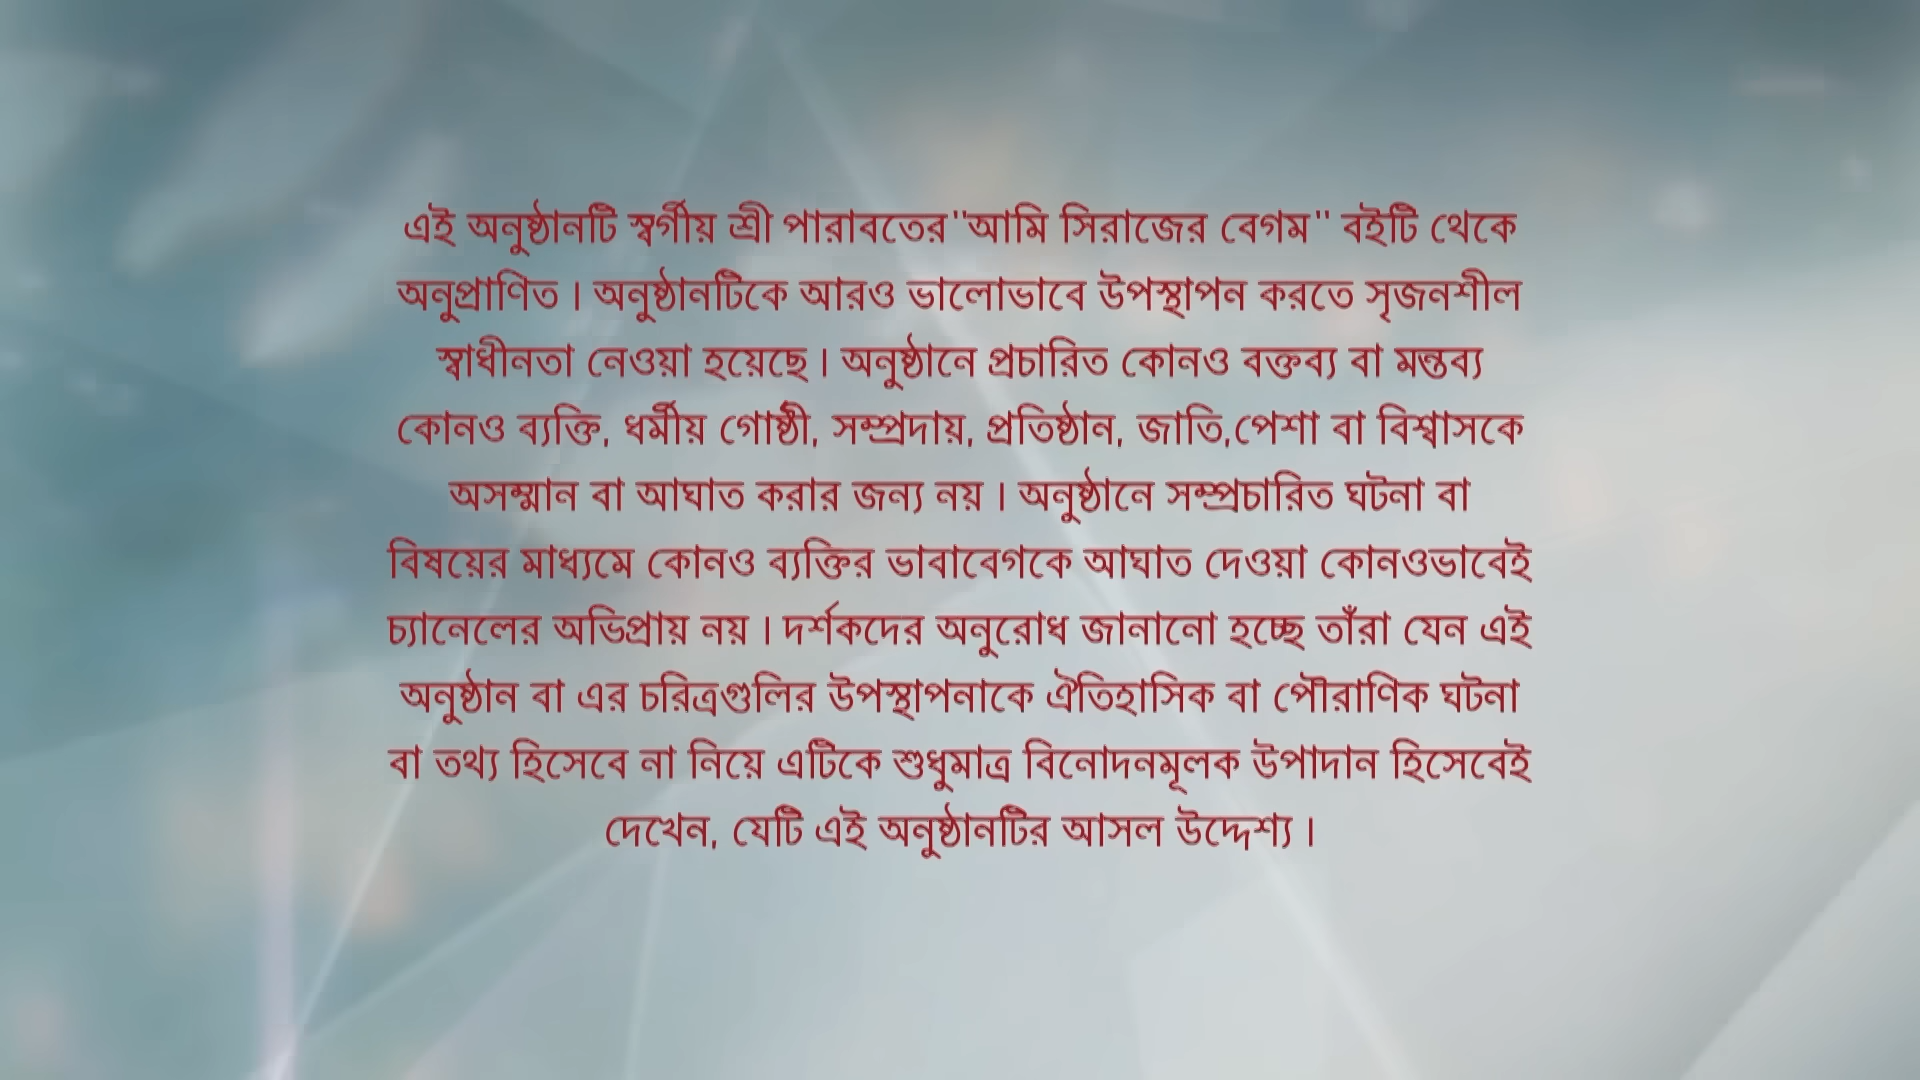 এই অনুষ্ঠানটি স্বর্গীয় শ্রী পারাবতের"আমি সিরাজের বেগম" বইটি থেকে
অনুপ্রাণিত । অনুষ্ঠানটিকে আরও ভালোভাবে উপস্থাপন করতে সৃজনশীল
স্বাধীনতা নেওয়া হয়েছে । অনুষ্ঠানে প্রচারিত কোনও বক্তব্য বা মন্তব্য
কোনও ব্যক্তি, ধর্মীয় গোষ্ঠী, সম্প্রদায়, প্রতিষ্ঠান, জাতি,পেশা বা বিশ্বাসকে
অসম্মান বা আঘাত করার জন্য নয় । অনুষ্ঠানে সম্প্রচারিত ঘটনা বা
বিষয়ের মাধ্যমে কোনও ব্যক্তির ভাবাবেগকে আঘাত দেওয়া কোনওভাবেই
চ্যানেলের অভিপ্রায় নয় । দর্শকদের অনুরোধ জানানো হচ্ছে তাঁরা যেন এই
অনুষ্ঠান বা এর চরিত্রগুলির উপস্থাপনাকে ঐতিহাসিক বা পৌরাণিক ঘটনা
বা তথ্য হিসেবে না নিয়ে এটিকে শুধুমাত্র বিনোদনমূলক উপাদান হিসেবেই
দেখেন, যেটি এই অনুষ্ঠানটির আসল উদ্দেশ্য ।